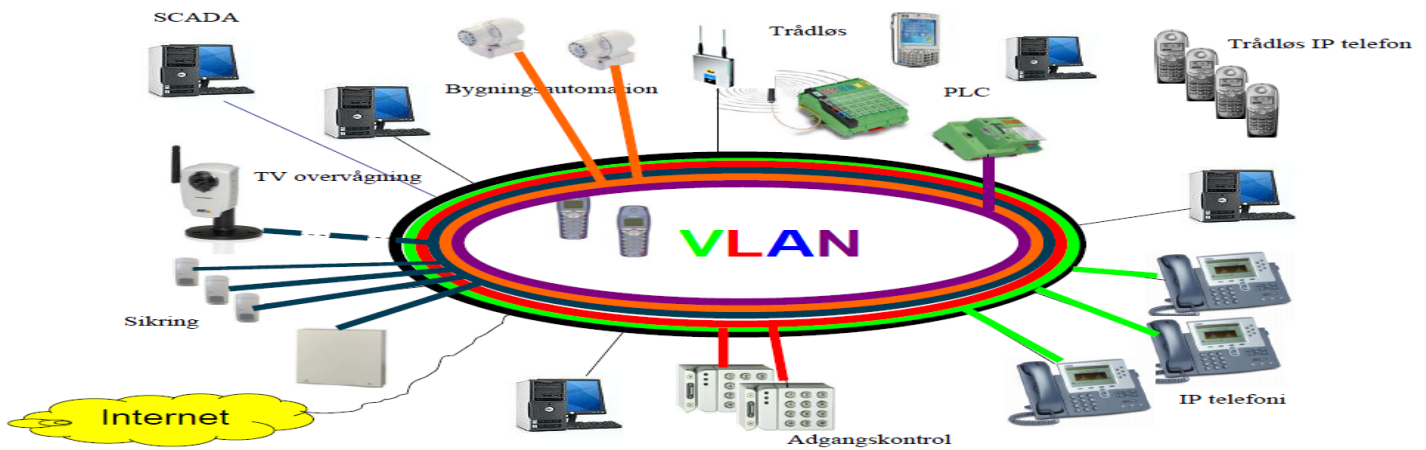 SCADA
Trådløs
Trådløs IP telefon
Bygningsautomation
PLC
TV overvågning
VLAN
Sikring
IP telefoni
Internet
Adgangskontrol